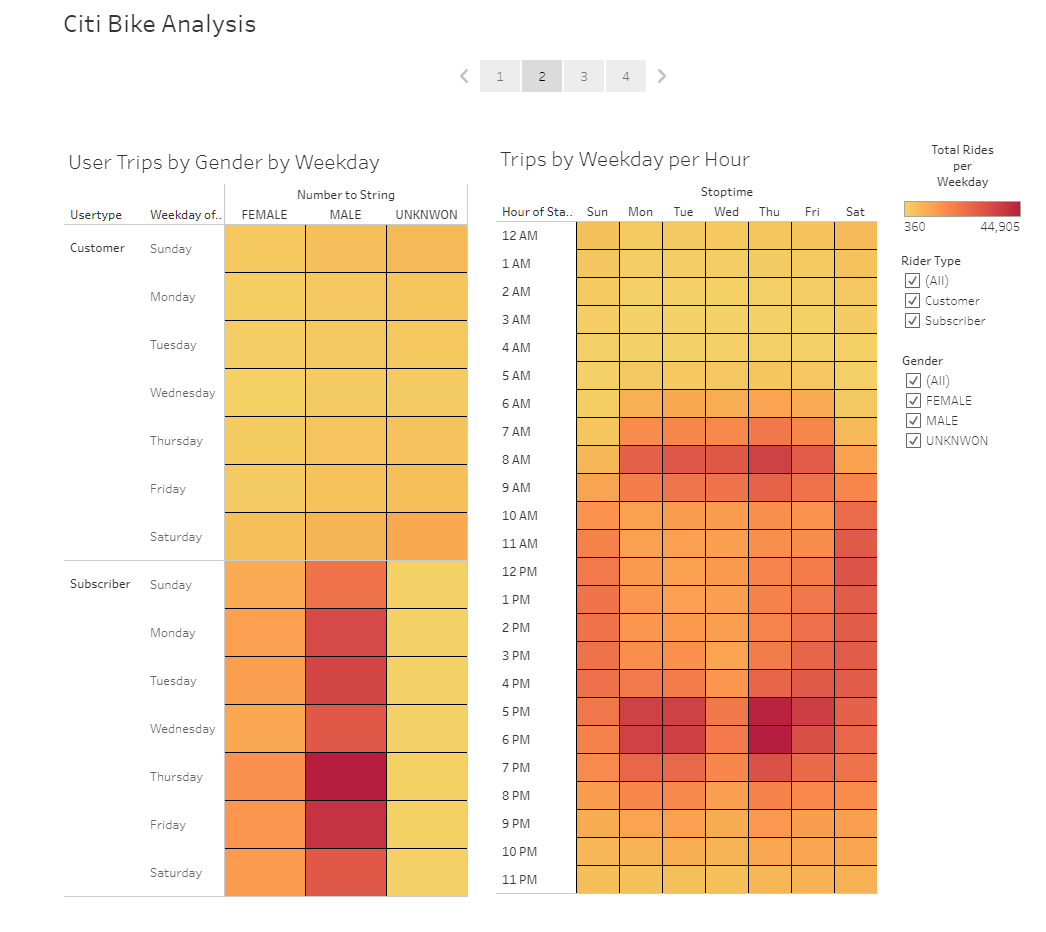 Citi Bike Analysis
1 2 3 4
User Trips by Gender by Weekday
Number to String
Usertype Weekday of.. FEMALE MALE UNKNWON
Customer Sunday
Monday
Tuesday
Wednesday
Thursday
Friday
Saturday
Subscriber Sunday
Monday
Tuesday
Wednesday
Thursday
Friday
Saturday
Trips by Weekday per Hour
Stoptime
Hour of Sta.. Sun Mon Tue Wed Thu Fri Sat
12 AM
1 AM
2 AM
3 AM
4 AM
5 AM
6 AM
7 AM
8 AM
9 AM
10 AM
11 AM
12 PM
1 PM
2 PM
3 PM
4 PM
5 PM
6 PM
7 PM
8 PM
9 PM
10 PM
11 PM
Total Rides
per
Weekday
360 44,905
Rider Type
(All)
Customer
Subscriber
Gender
(All)
FEMALE
MALE
UNKNWON